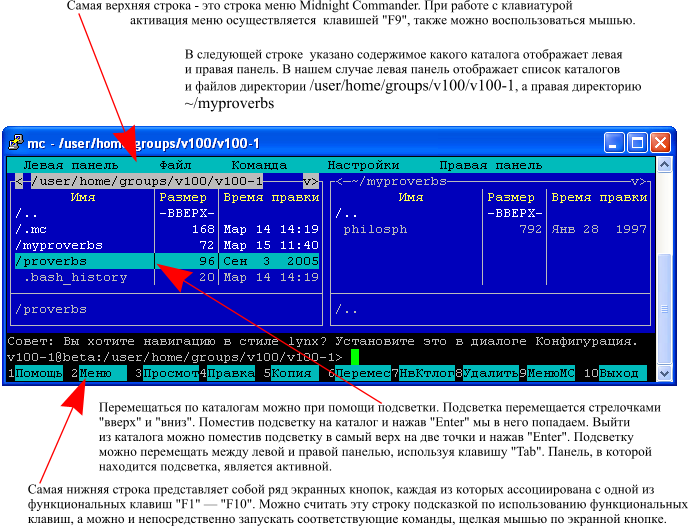 Самая верхняя строка - это строка меню Midnight Commander. При работе с клавиатурой
активация меню осуществляется клавишей "F9", также можно воспользоваться мышью.
В следующей строке указано содержимое какого каталога отображает левая
и правая панель. В нашем случае левая панель отображает список каталогов
и файлов директории /user/home/groups/v100/v100-1, а правая директорию
~/myproverbs
mc - /user/home/groups/v100/v100-1
Левая панель Файл Команда Настройки Правая панель
< /user/home/groups/v100/v100-1 v> <─~/myproverbs v>
Имя Размер Время правки Имя Размер Время правки
/.. -ВВЕРХ- /.. -ВВЕРХ-
/.mc 168 Мар 14 14:19 philosph 792 Янв 28 1997
/myproverbs 72 Мар 15 11:40
/proverbs 96 Сен 3 2005
.bash_history 20 Мар 14 14:19
/proverbs /..
Совет: Вы хотите навигацию в стиле lynx? Установите это в диалоге Конфигурация.
v100-1@beta:/user/home/groups/v100/v100-1>
1Помощь 2Меню 3Просмот4Правка 5Копия 6Перемес7НвКтлог8Удалить9МенюМС 10Выход
Перемещаться по каталогам можно при помощи подсветки. Подсветка перемещается стрелочками
"вверх" и "вниз". Поместив подсветку на каталог и нажав "Enter" мы в него попадаем. Выйти
из каталога можно поместив подсветку в самый верх на две точки и нажав "Enter". Подсветку
можно перемещать между левой и правой панелью, используя клавишу "Tab". Панель, в которой
находится подсветка, является активной.
Самая нижняя строка представляет собой ряд экранных кнопок, каждая из которых ассоциирована с одной из
функциональных клавиш "F1" — "F10". Можно считать эту строку подсказкой по использованию функциональных
клавиш, а можно и непосредственно запускать соответствующие команды, щелкая мышью по экранной кнопке.